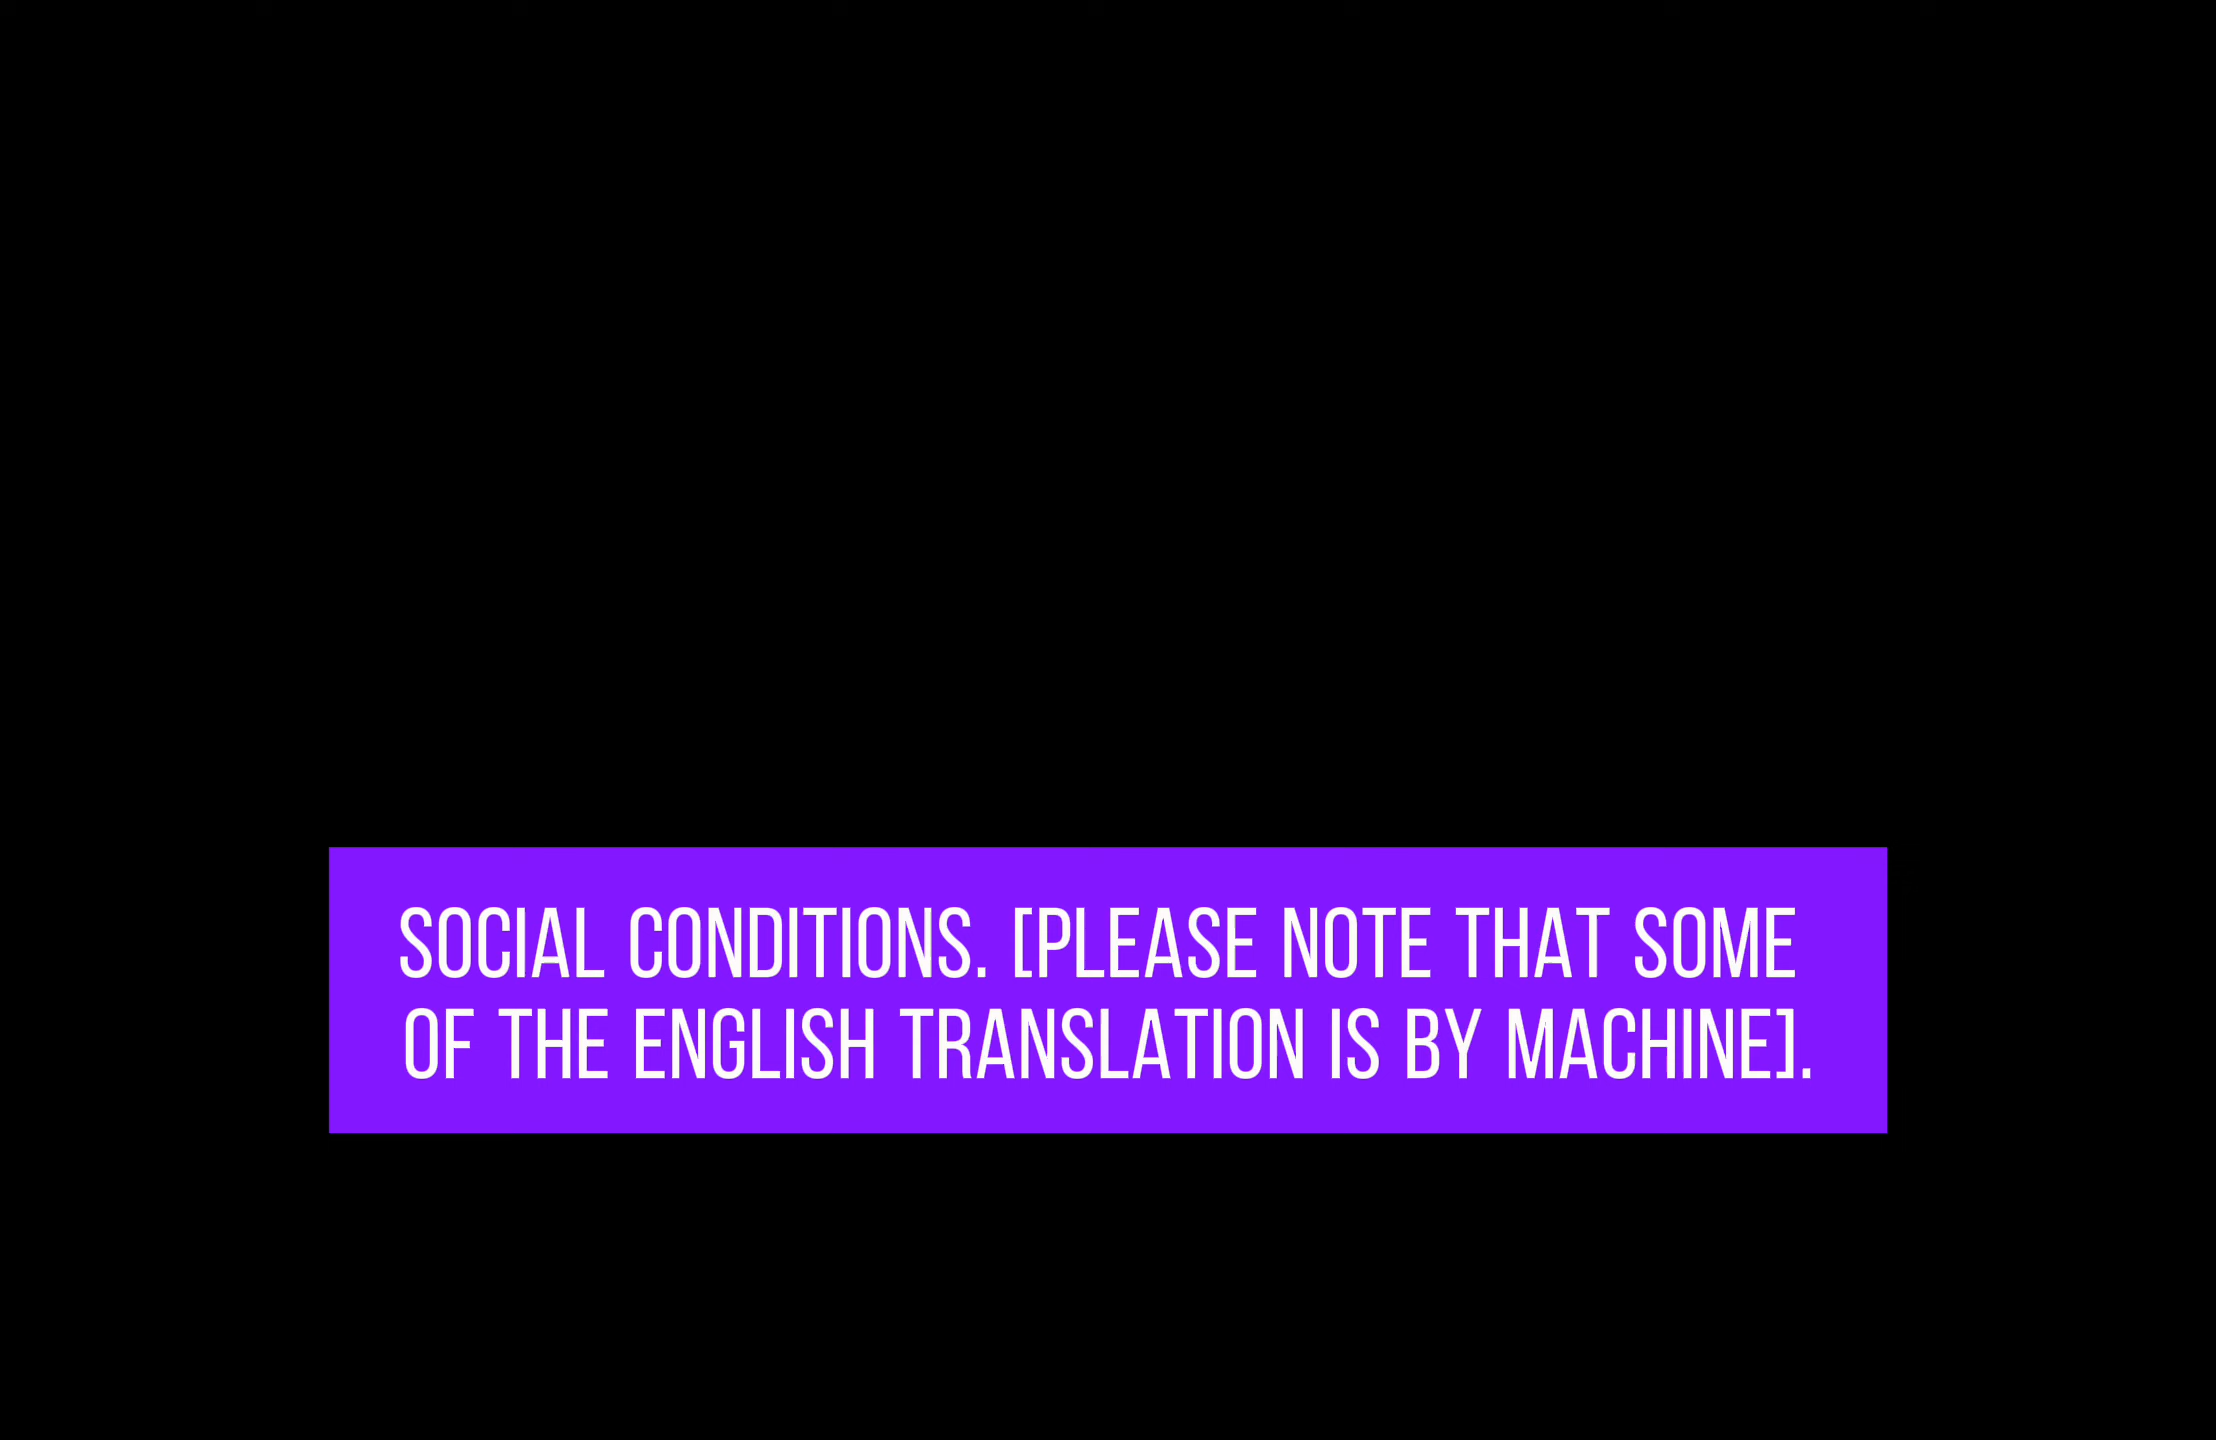 SOCIAL CONDITIONS. [PLEASE NOTE THAT SOME
OF THE ENGLISH TRANSLATION IS BY MACHINE].